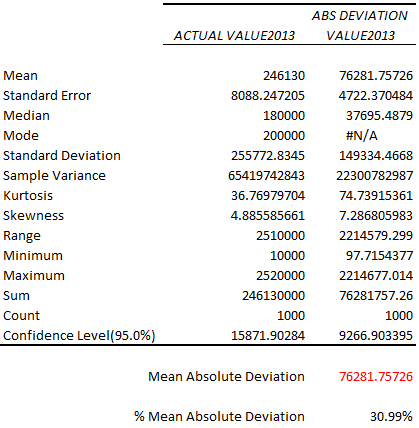 ABS DEVIATION
ACTUAL VALUE2013 VALUE2013
Mean 246130 76281.75726
Standard Error 8088.247205 4722.370484
Median 180000 37695.4879
Mode 200000 #N/A
Standard Deviation 255772.8345 149334.4668
Sample Variance 65419742843 22300782987
Kurtosis 36.76979704 74.73915361
Skewness 4.885585661 7.286805983
Range 2510000 2214579.299
Minimum 10000 97.7154377
Maximum 2520000 2214677.014
Sum 246130000 76281757.26
Count 1000 1000
Confidence Level(95.0%) 15871.90284 9266.903395
Mean Absolute Deviation 76281.75726
% Mean Absolute Deviation 30.99%